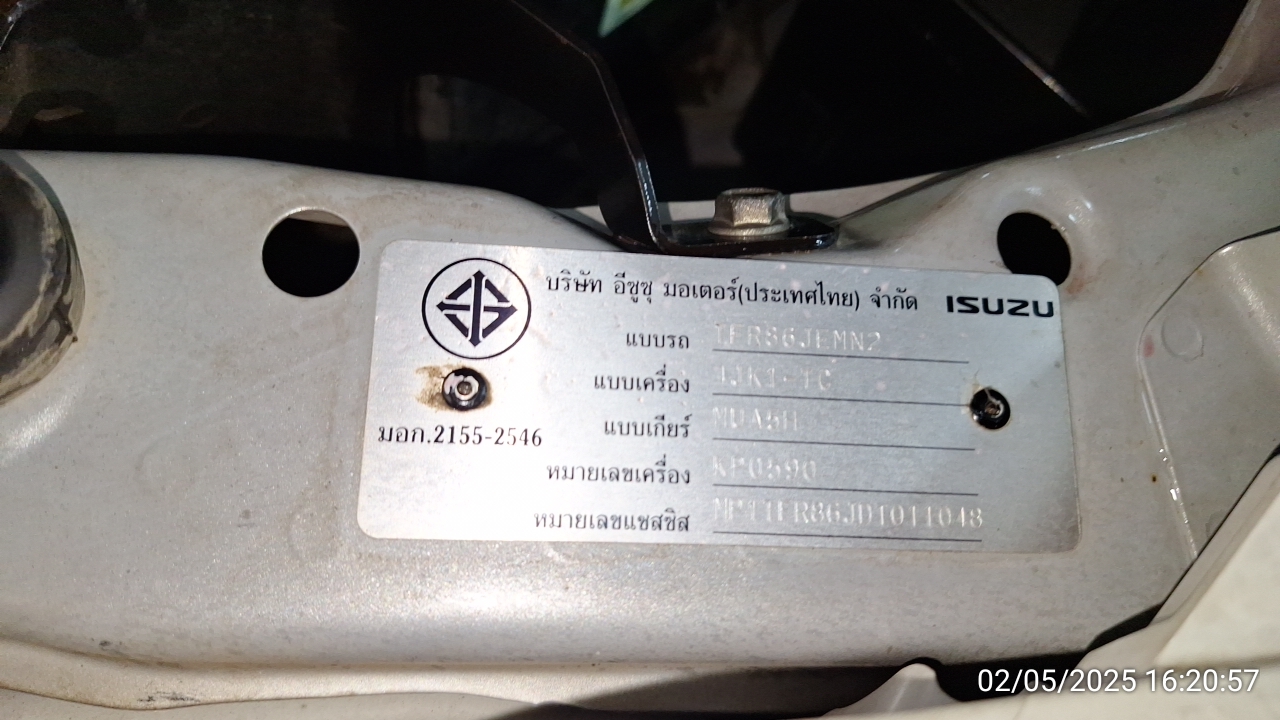 บริษัท อีซูซุ มอเตอร์(ประเทศไทย) จำกัด ISUZU
แบบรถ TFR86JEMN2
แบบเครื่อง 4JK1-TC
แบบเกียร์ MUA5H
มอก.2155-2546
หมายเลขเครื่อง KP0590
หมายเลขแชสซิส
02/05/2025 16:20:57